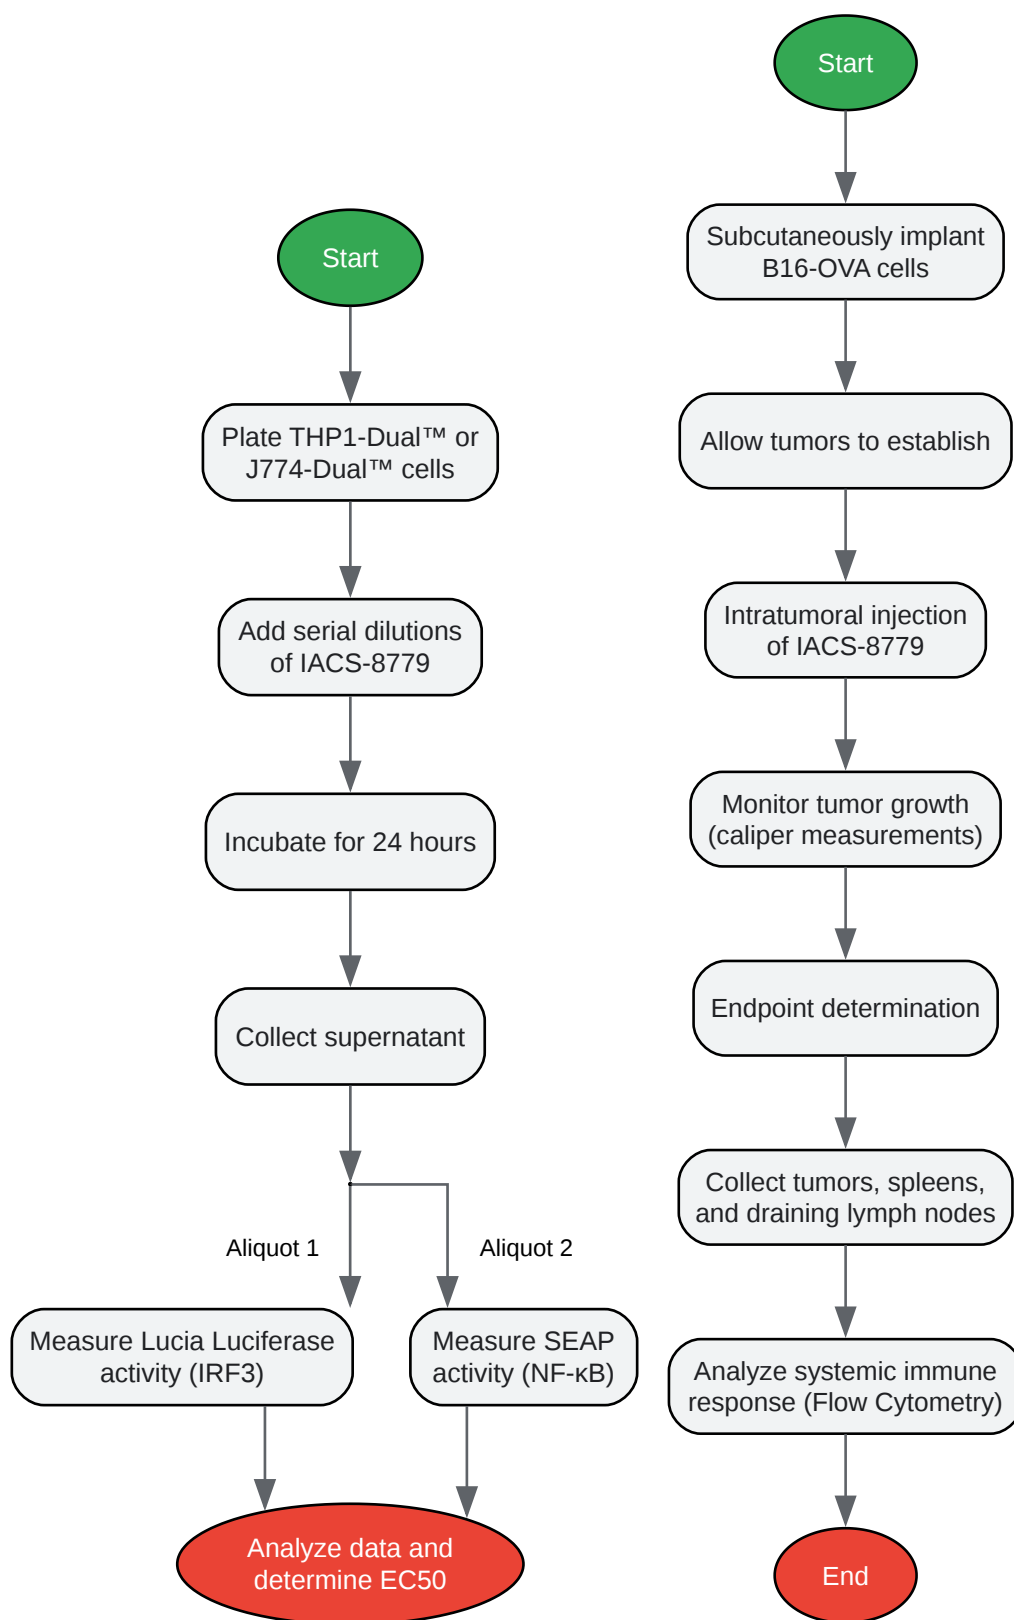 Start
Plate THP1-Dual™ or
J774-Dual™ cells
Add serial dilutions
of IACS-8779
Incubate for 24 hours
Collect supernatant
Aliquot 1
Aliquot 2
Measure Lucia Luciferase
activity (IRF3)
Measure SEAP
activity (NF-κB)
Analyze data and
determine EC50
Start
Subcutaneously implant
B16-OVA cells
Allow tumors to establish
Intratumoral injection
of IACS-8779
Monitor tumor growth
(caliper measurements)
Endpoint determination
Collect tumors, spleens,
and draining lymph nodes
Analyze systemic immune
response (Flow Cytometry)
End